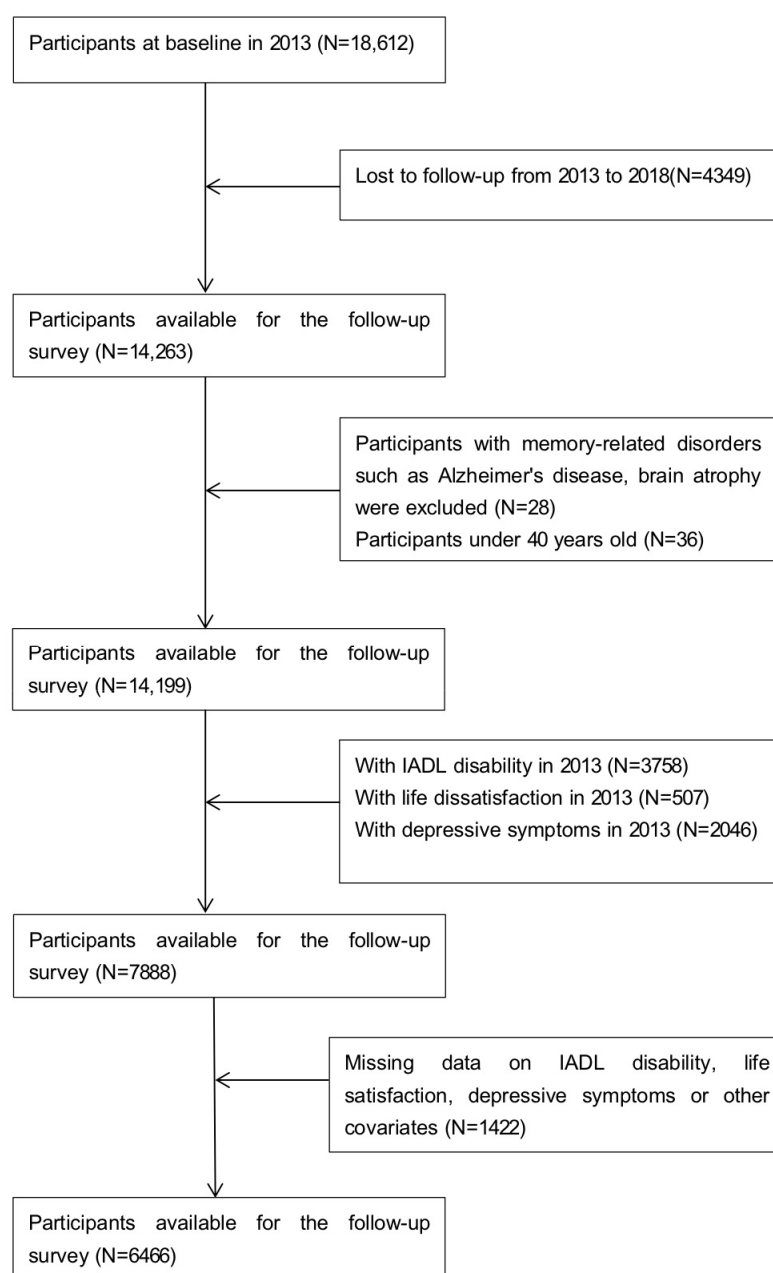 Participants at baseline in 2013 (N=18,612)
Lost to follow-up from 2013 to 2018(N=4349)
Participants available for the follow-up
survey (N=14,263)
Participants with memory-related disorders
such as Alzheimer's disease, brain atrophy
were excluded (N=28)
Participants under 40 years old (N=36)
Participants available for the follow-up
survey (N=14,199)
With IADL disability in 2013 (N=3758)
With life dissatisfaction in 2013 (N=507)
With depressive symptoms in 2013 (N=2046)
Participants available for the follow-up
survey (N=7888)
Missing data on IADL disability, life
satisfaction, depressive symptoms or other
covariates (N=1422)
Participants available for the follow-up
survey (N=6466)